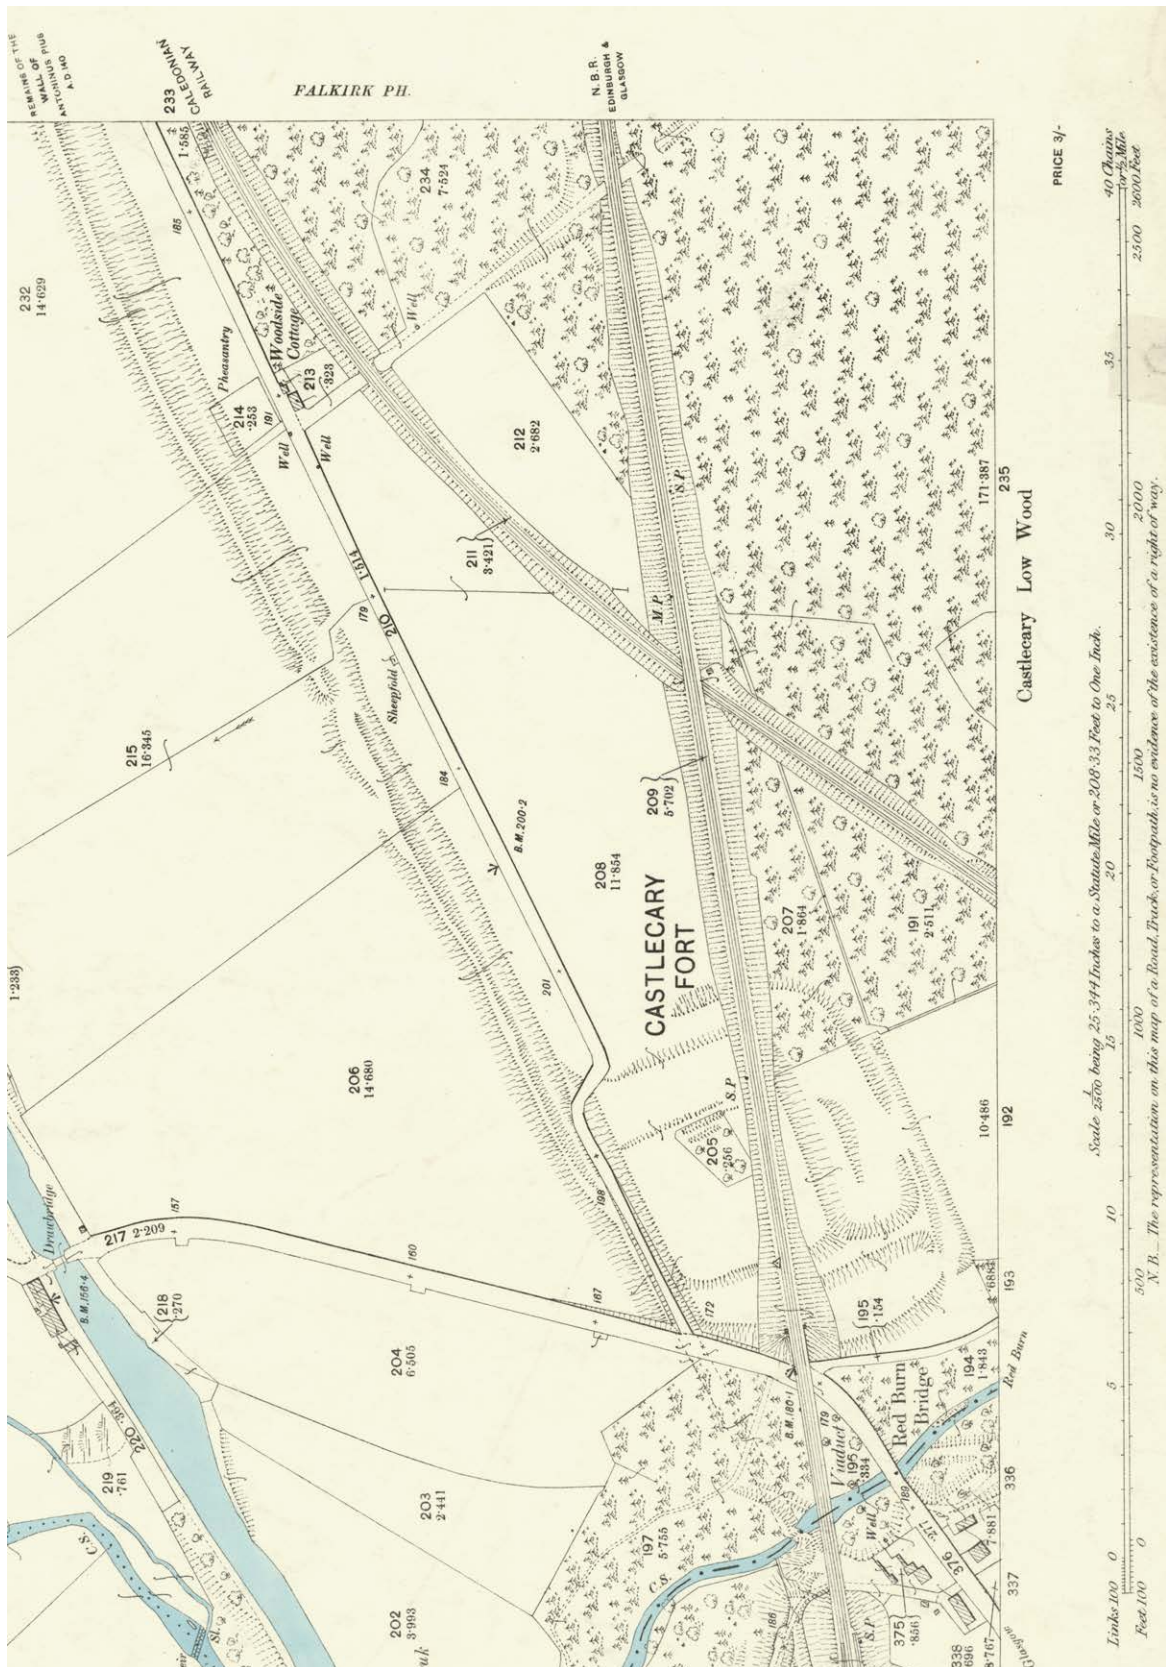 REMAINS OF THE
WALL OF
ANTONINUS PIUS
A.D. 140
233
CALEDONIAN
RAILWAY
FALKIRK PH.
N.B.R.
EDINBURGH &
GLASGOW
1·585
232
14·629
185
234
7·524
Well
Woodside
Cottage
213
·323
Pheasantry
214
·253
191
Well
Well
212
2·682
S.P.
171·387
235
211
3·421
1·514
210
179
M.P.
Sheepfold
215
16·345
184
Castlecary Low Wood
209
5·702
B.M. 200·2
208
11·854
CASTLECARY
FORT
207
1·864
191
2·511
201
1·233
206
14·680
S.P.
205
·256
198
10·486
192
Drawbridge
217 2·209
157
160
167
172
B.M. 156·4
218
·270
195
·154
193
204
6·505
B.M. 180·1
179
Red Burn
Bridge
194
1·843
Red Burn
Viaduct
195
·334
220 ·364
219
·761
203
2·441
197
5·755
C.S.
C.S.
Well
189
336
·881
376 ·277
337
375
·856
S.P.
186
202
3·993
Sl.
338
·696
8·767
Glasgow
PRICE 3/-
Scale 1/2500 being 25·344 Inches to a Statute Mile or 208·33 Feet to One Inch.
Links 100 0 5 10 15 20 25 30 35 40 Chains
or ½ Mile
Feet 100 0 500 1000 1500 2000 2500 2600 Feet
N.B._ The representation on this map of a Road, Track, or Footpath, is no evidence of the existence of a right of way.